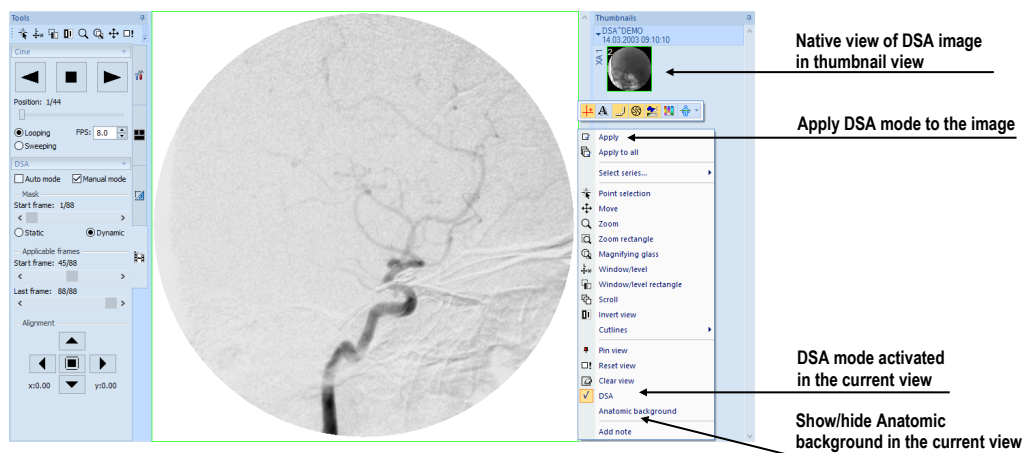 Tools
Cine
Position: 1/44
Looping
FPS: 8.0
Sweeping
DSA
Auto mode
Manual mode
Mask
Start frame: 1/88
Static
Dynamic
Applicable frames
Start frame: 45/88
Last frame: 88/88
Alignment
x:0.00
y:0.00
Thumbnails
DSA^DEMO
14.03.2003 09:10:10
XA 1
2
A
Apply
Apply to all
Select series...
Point selection
Move
Zoom
Zoom rectangle
Magnifying glass
Window/level
Window/level rectangle
Scroll
Invert view
Cutlines
Pin view
Reset view
Clear view
DSA
Anatomic background
Add note
Native view of DSA image
in thumbnail view
Apply DSA mode to the image
DSA mode activated
in the current view
Show/hide Anatomic
background in the current view